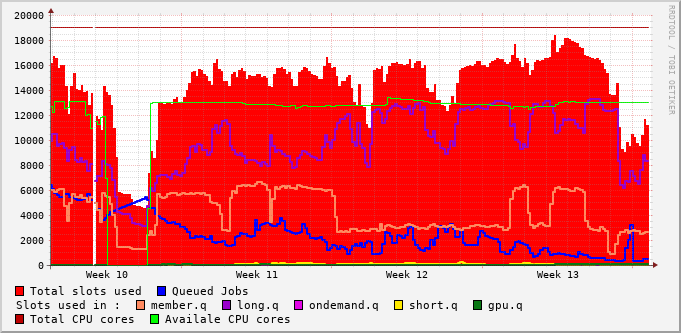 20000
18000
16000
14000
12000
10000
8000
6000
4000
2000
0
Week 10 Week 11 Week 12 Week 13
Total slots used Queued Jobs
Slots used in : member.q long.q ondemand.q short.q gpu.q
Total CPU cores Availale CPU cores
RRDTOOL / TOBI OETIKER